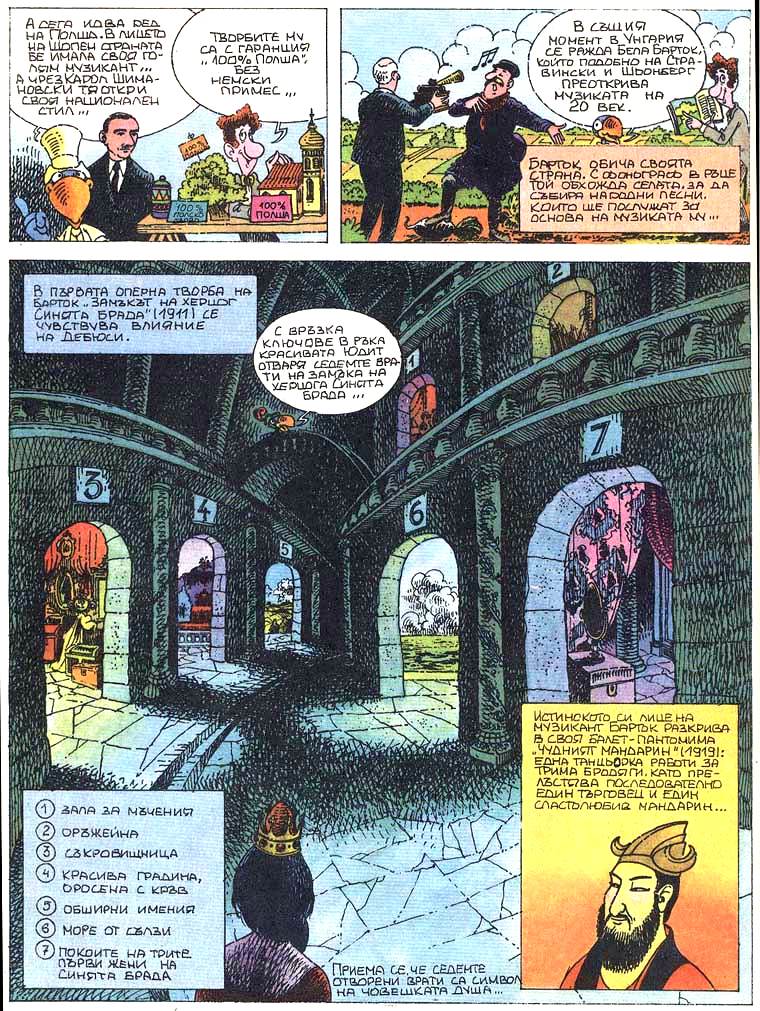 А СЕГА ИДВА РЕД
НА ПОЛША. В ЛИЦЕТО
НА ШОПЕН СТРАНАТА
ВЕ ИМАЛА СВОЯ ГО-
ЛЯМ МУЗИКАНТ...
А ЧРЕЗ КАРОЛ ШИМА-
НОВСКИ ТЯ ОТКРИ
СВОЯ НАЦИОНАЛЕН
СТИЛ...
ТВОРБИТЕ МУ
СА С ГАРАНЦИЯ
„100% ПОЛША",
БЕЗ
НЕМСКИ
ПРИМЕС...
100%
100%
ПОЛСКО
100%
ПОЛША
В СЪЩИЯ
МОМЕНТ В УНГАРИЯ
СЕ РАЖДА БЕЛА БАРТОК,
КОЙТО ПОДОБНО НА СТРА-
ВИНСКИ И ШЬОНБЕРГ
ПРЕОТКРИВА
МУЗИКАТА НА
20 ВЕК.
БАРТОК ОБИЧА СВОЯТА
СТРАНА. С ФОНОГРАФ В РЪЦЕ
ТОЙ ОБХОЖДА СЕЛАТА, ЗА ДА
СЪБИРА НАРОДНИ ПЕСНИ,
КОИТО ЩЕ ПОСЛУЖАТ ЗА
ОСНОВА НА МУЗИКАТА МУ...
В ПЪРВАТА ОПЕРНА ТВОРБА НА
БАРТОК „ЗАМЪКЪТ НА ХЕРЦОГ
СИНЯТА БРАДА" (1911) СЕ
ЧУВСТВУВА ВЛИЯНИЕ
НА ДЕБЮСИ.
С ВРЪЗКА
КЛЮЧОВЕ В РЪКА
КРАСИВАТА ЮДИТ
ОТВАРЯ СЕДЕМТЕ ВРА-
ТИ НА ЗАМЪКА НА
ХЕРЦОГА СИНЯТА
БРАДА...
1
2
3
4
5
6
7
1 ЗАЛА ЗА МЪЧЕНИЯ
2 ОРЪЖЕЙНА
3 СЪКРОВИЩНИЦА
4 КРАСИВА ГРАДИНА,
ОРОСЕНА С КРЪВ
5 ОБШИРНИ ИМЕНИЯ
6 МОРЕ ОТ СЪЛЗИ
7 ПОКОИТЕ НА ТРИТЕ
ПЪРВИ ЖЕНИ НА
СИНЯТА БРАДА
ПРИЕМА СЕ, ЧЕ СЕДЕМТЕ
ОТВОРЕНИ ВРАТИ СА СИМВОЛ
НА ЧОВЕШКАТА ДУША...
ИСТИНСКОТО СИ ЛИЦЕ НА
МУЗИКАНТ БАРТОК РАЗКРИВА
В СВОЯ БАЛЕТ-ПАНТОМИМА
„ЧУДНИЯТ МАНДАРИН" (1919):
ЕДНА ТАНЦЬОРКА РАБОТИ ЗА
ТРИМА БРОДЯГИ, КАТО ПРЕ-
ЛЪСТЯВА ПОСЛЕДОВАТЕЛНО
ЕДИН ТЪРГОВЕЦ И ЕДИН
СЛАСТОЛЮБИВ МАНДАРИН...